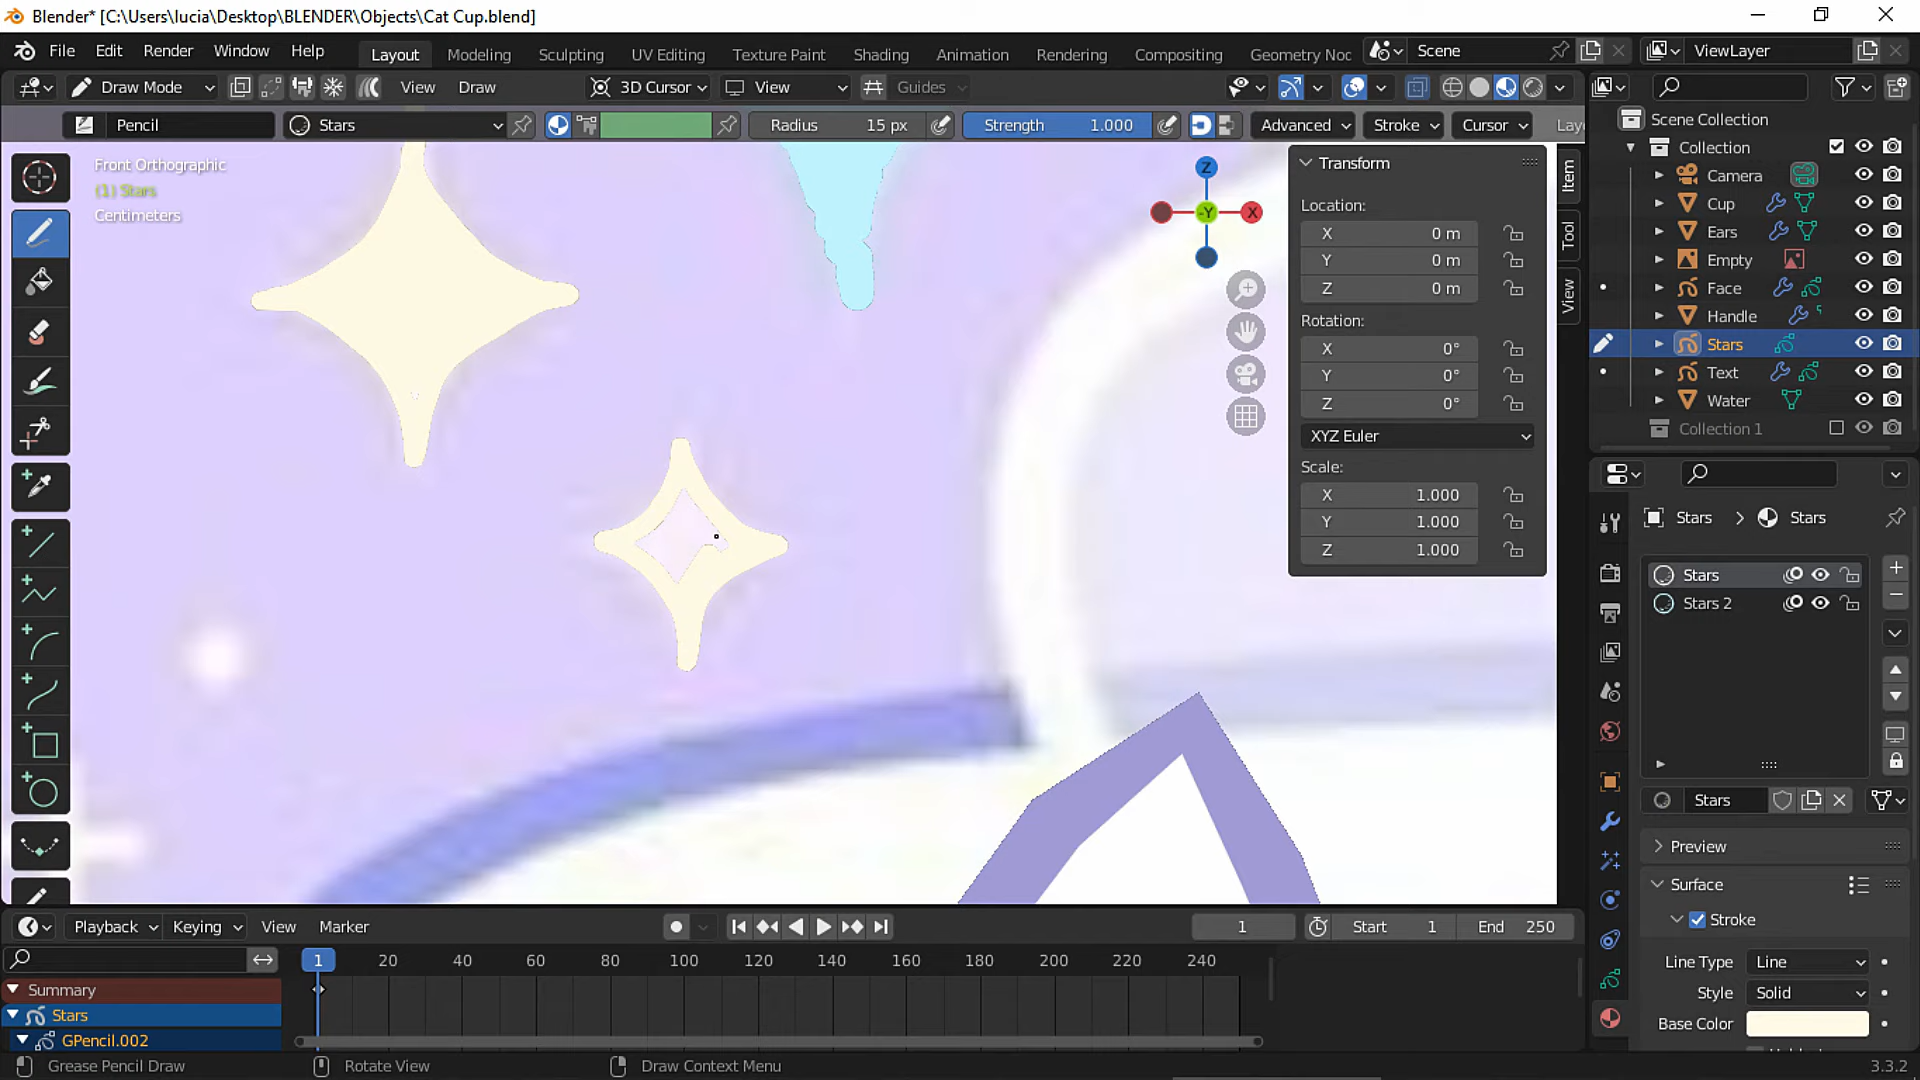 Blender* [C:\Users\lucia\Desktop\BLENDER\Objects\Cat Cup.blend]
File Edit Render Window Help Layout Modeling Sculpting UV Editing Texture Paint Shading Animation Rendering Compositing Geometry Noc Scene ViewLayer
Draw Mode View Draw 3D Cursor View Guides
Pencil Stars Radius 15 px Strength 1.000 Advanced Stroke Cursor Lay
Front Orthographic
(1) Stars
Centimeters
Z
-Y
X
Transform
Location:
X 0 m
Y 0 m
Z 0 m
Rotation:
X 0°
Y 0°
Z 0°
XYZ Euler
Scale:
X 1.000
Y 1.000
Z 1.000
Item
Tool
View
Scene Collection
Collection
Camera
Cup
Ears
Empty
Face
Handle
Stars
Text
Water
Collection 1
Stars Stars
Stars
Stars 2
Stars
Preview
Surface
Stroke
Line Type Line
Style Solid
Base Color
Playback Keying View Marker 1 Start 1 End 250
1 20 40 60 80 100 120 140 160 180 200 220 240
Summary
Stars
GPencil.002
Grease Pencil Draw Rotate View Draw Context Menu 3.3.2